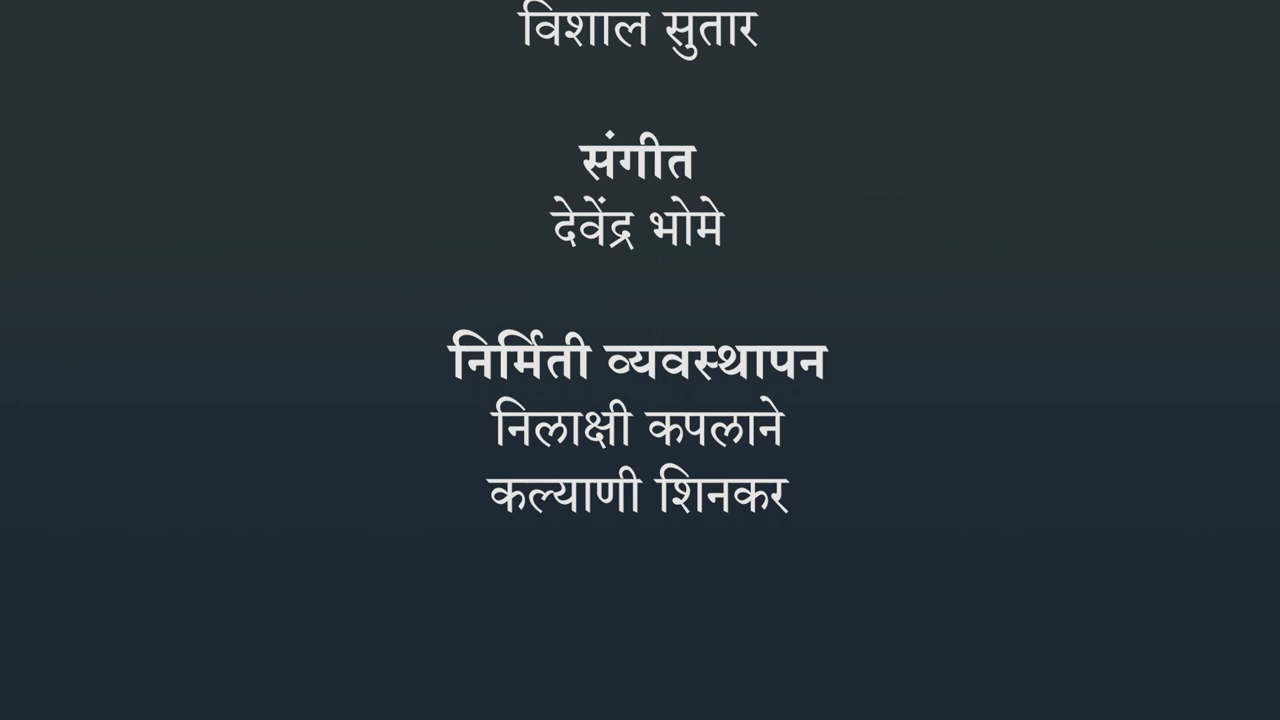 विशाल सुतार
संगीत
देवेंद्र भोमे
निर्मिती व्यवस्थापन
निलाक्षी कपलाने
कल्याणी शिनकर